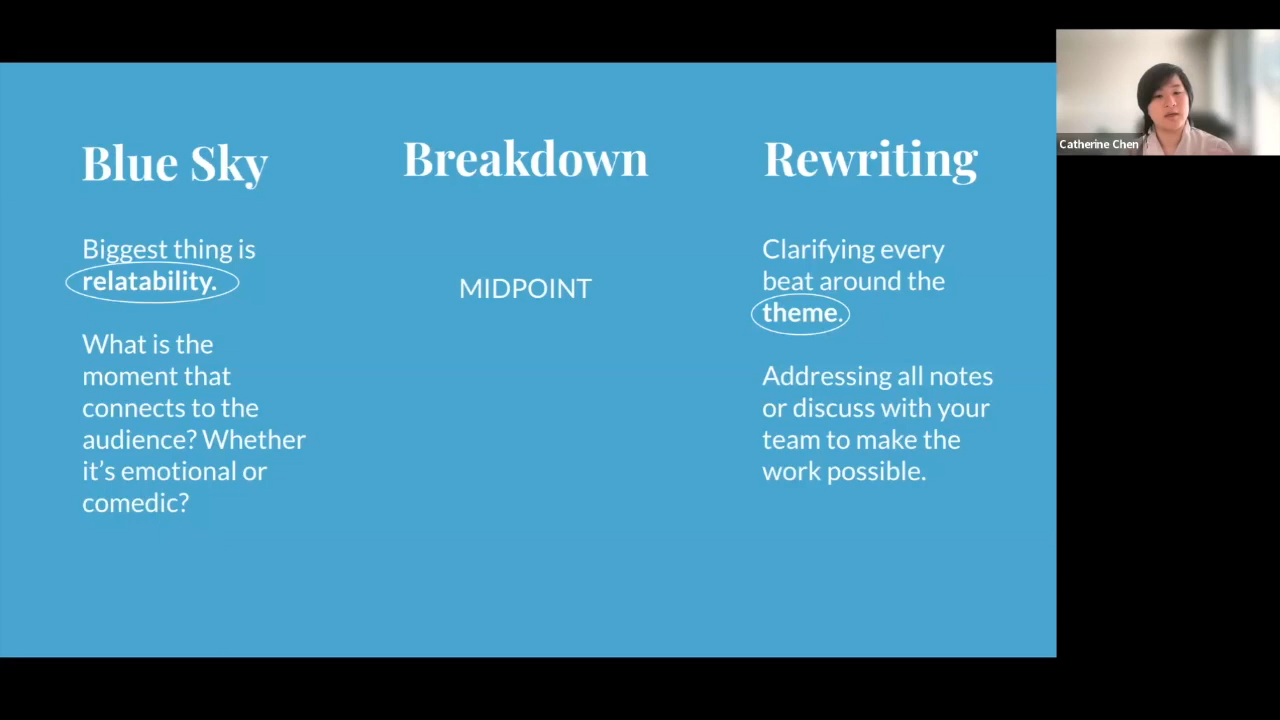 Blue Sky
Biggest thing is
relatability.
What is the
moment that
connects to the
audience? Whether
it’s emotional or
comedic?
Breakdown
MIDPOINT
Rewriting
Clarifying every
beat around the
theme.
Addressing all notes
or discuss with your
team to make the
work possible.
Catherine Chen